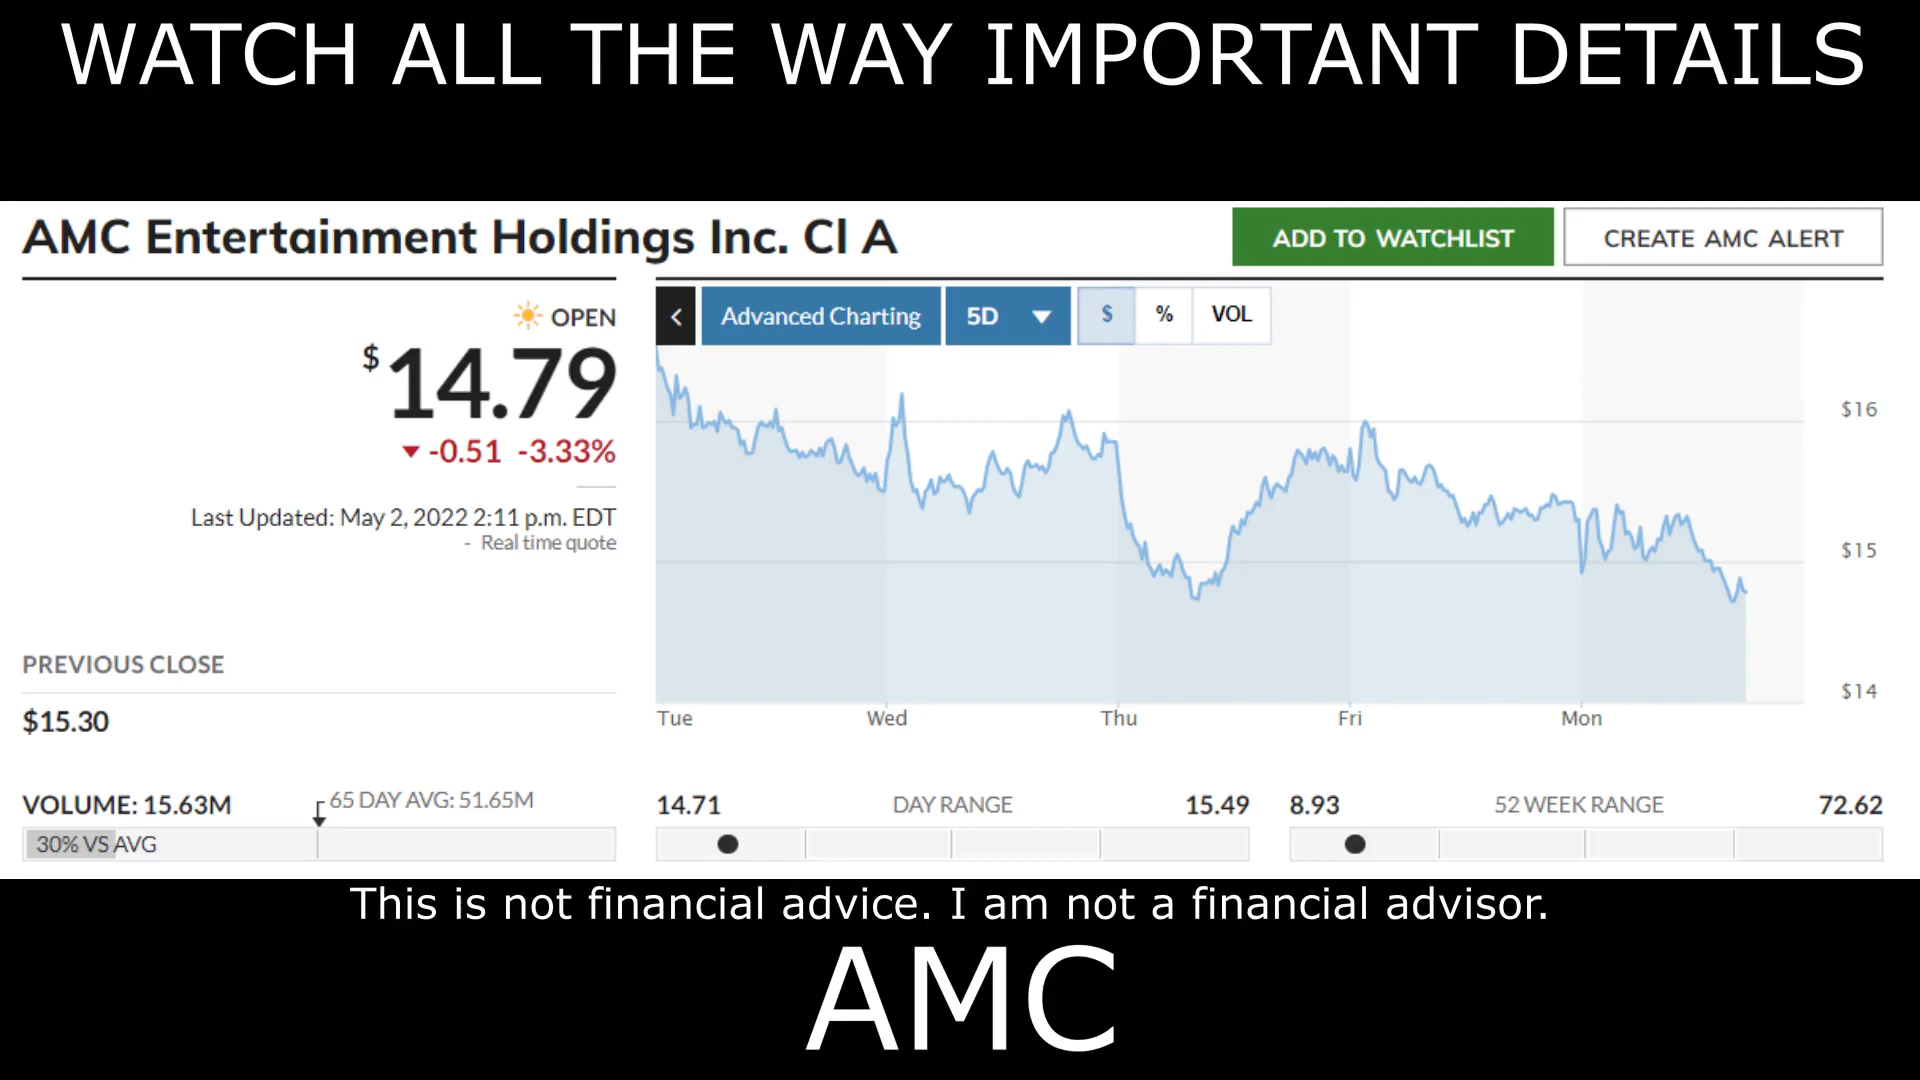 WATCH ALL THE WAY IMPORTANT DETAILS
AMC Entertainment Holdings Inc. Cl A
ADD TO WATCHLIST
CREATE AMC ALERT
OPEN
$14.79
-0.51 -3.33%
Last Updated: May 2, 2022 2:11 p.m. EDT
- Real time quote
PREVIOUS CLOSE
$15.30
Advanced Charting
5D
$
%
VOL
$16
$15
$14
Tue
Wed
Thu
Fri
Mon
VOLUME: 15.63M
65 DAY AVG: 51.65M
30% VS AVG
14.71
DAY RANGE
15.49
8.93
52 WEEK RANGE
72.62
This is not financial advice. I am not a financial advisor.
AMC